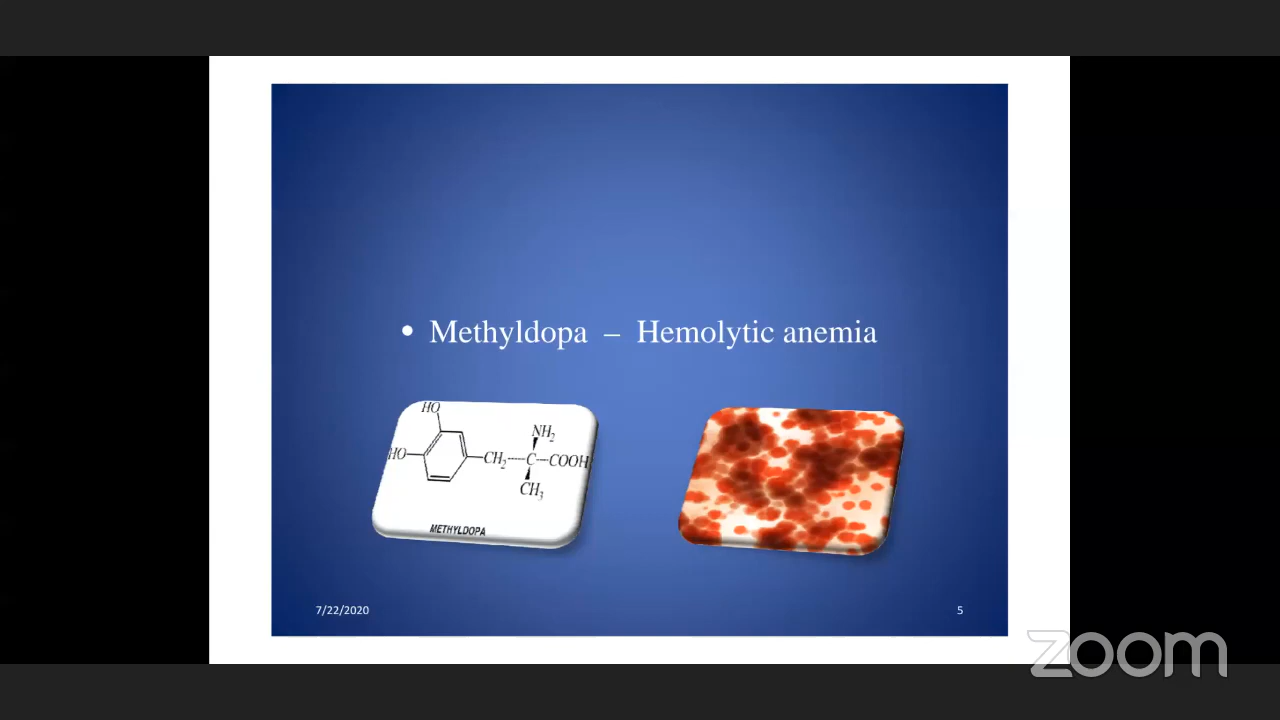 • Methyldopa – Hemolytic anemia
HO
HO
NH2
CH2
C
COOH
CH3
METHYLDOPA
7/22/2020
5
zoom